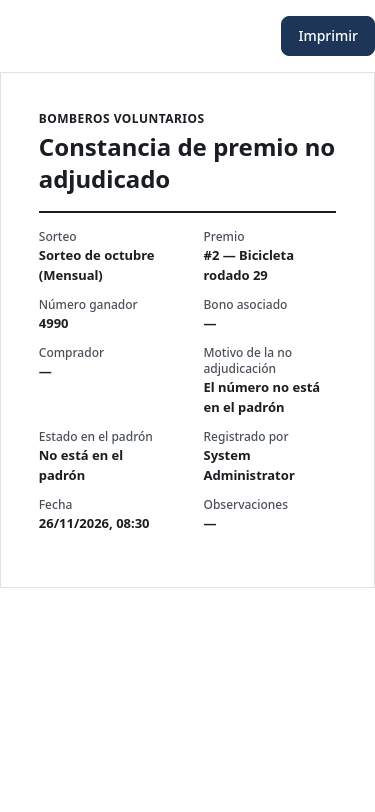 Imprimir
BOMBEROS VOLUNTARIOS
Constancia de premio no
adjudicado
Sorteo
Sorteo de octubre
(Mensual)
Premio
#2 — Bicicleta
rodado 29
Número ganador
4990
Bono asociado
—
Comprador
—
Motivo de la no
adjudicación
El número no está
en el padrón
Estado en el padrón
No está en el
padrón
Registrado por
System
Administrator
Fecha
26/11/2026, 08:30
Observaciones
—